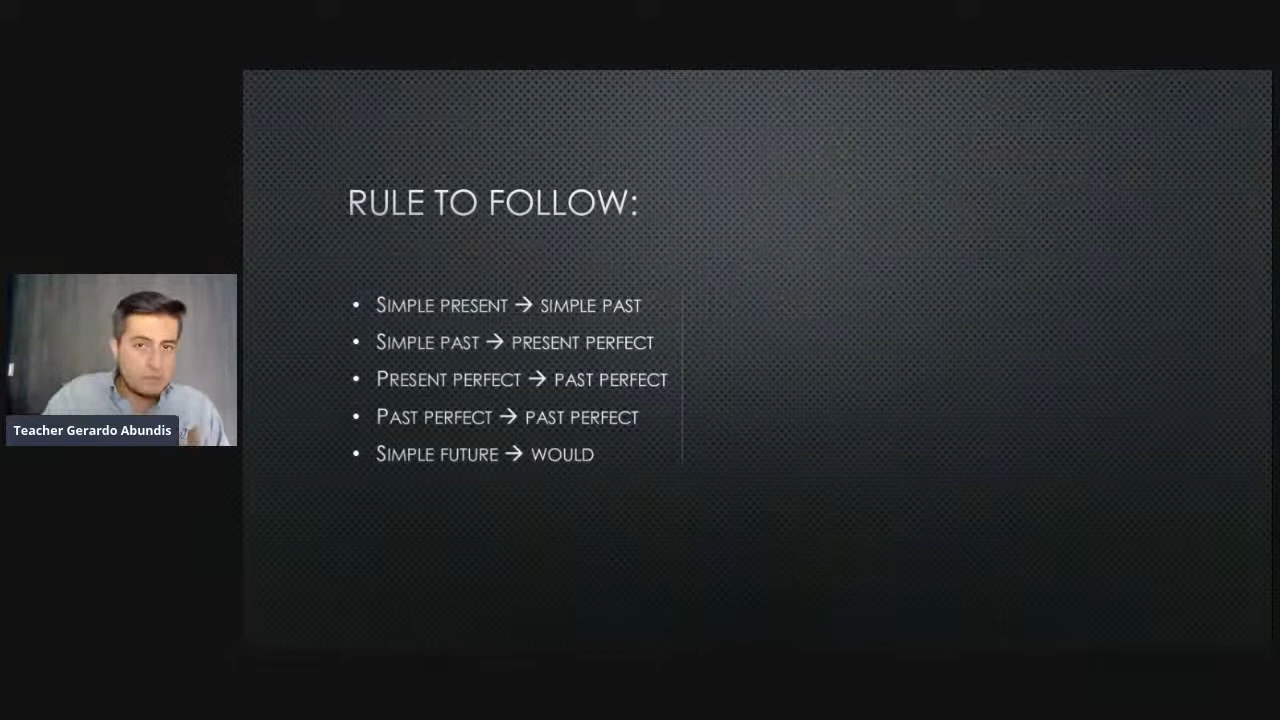 RULE TO FOLLOW:
• SIMPLE PRESENT → SIMPLE PAST
• SIMPLE PAST → PRESENT PERFECT
• PRESENT PERFECT → PAST PERFECT
• PAST PERFECT → PAST PERFECT
• SIMPLE FUTURE → WOULD
Teacher Gerardo Abundis